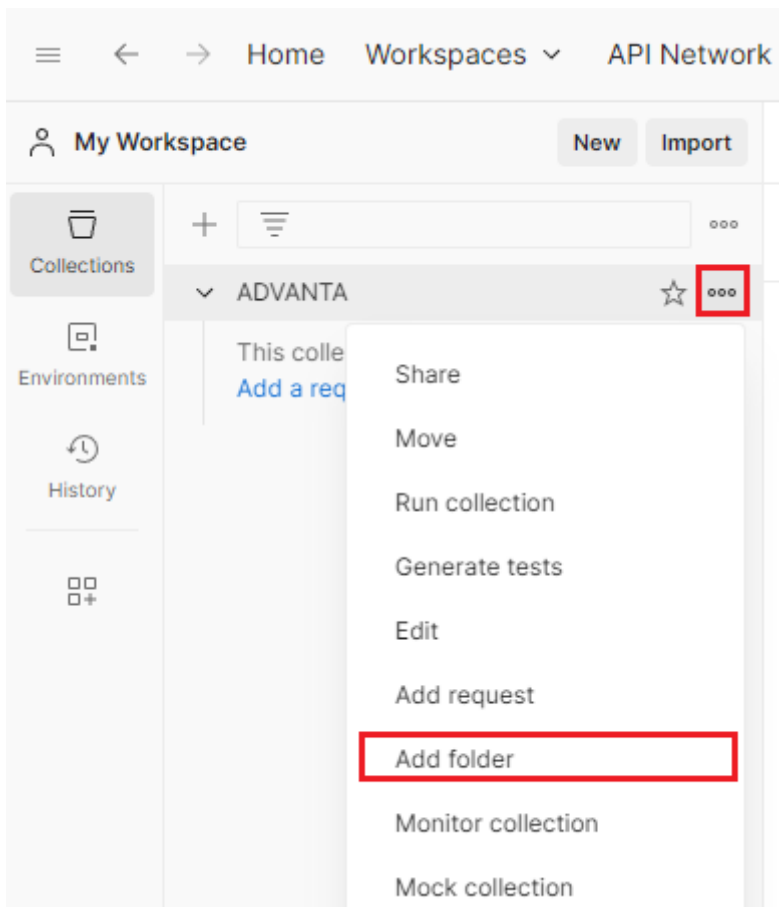 Home Workspaces API Network
My Workspace New Import
Collections
ADVANTA
This colle
Add a req
Environments
History
Share
Move
Run collection
Generate tests
Edit
Add request
Add folder
Monitor collection
Mock collection